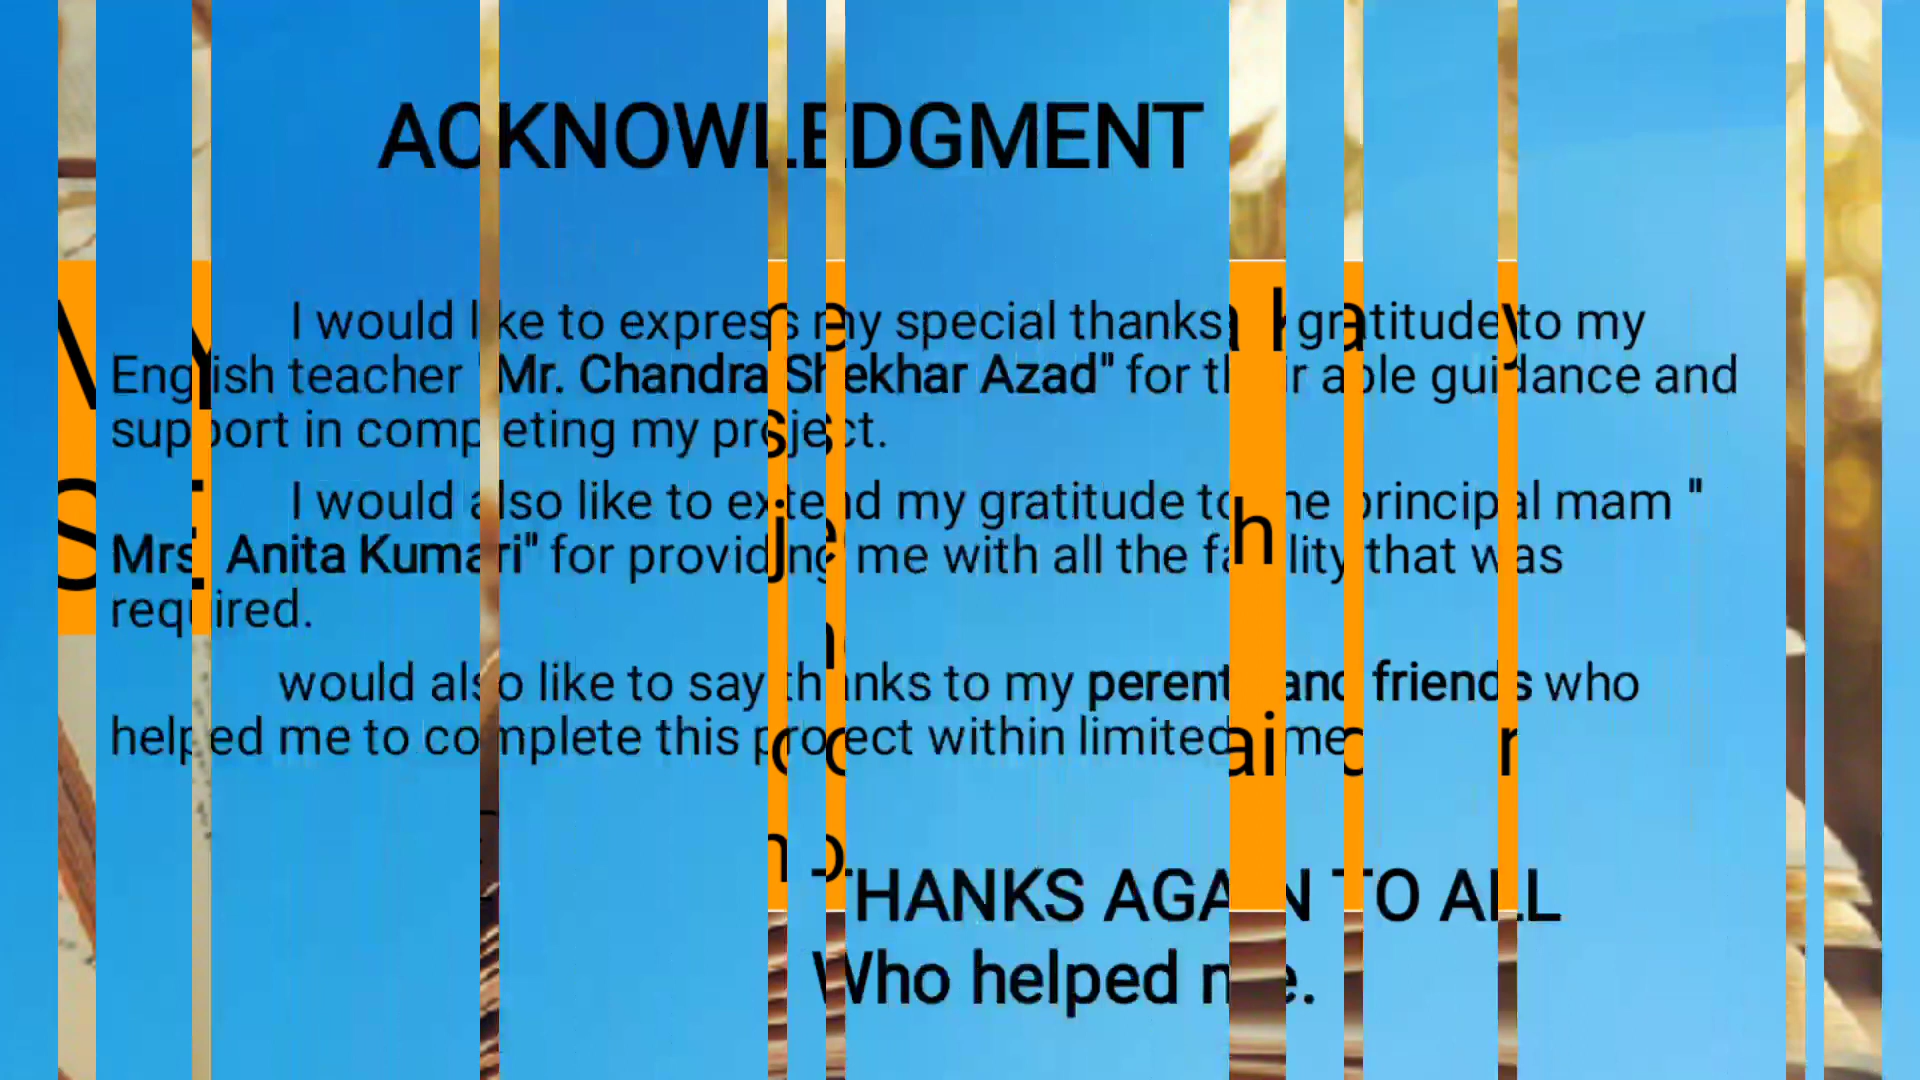 ACKNOWLEDGMENT
I would like to express my special thanks gratitude to my
English teacher "Mr. Chandra Shekhar Azad" for their able guidance and
support in completing my project.
I would also like to extend my gratitude to the principal mam "
Mrs. Anita Kumari" for providing me with all the facility that was
required.
would also like to say thanks to my perents and friends who
helped me to complete this project within limited time
THANKS AGAIN TO ALL
Who helped me.